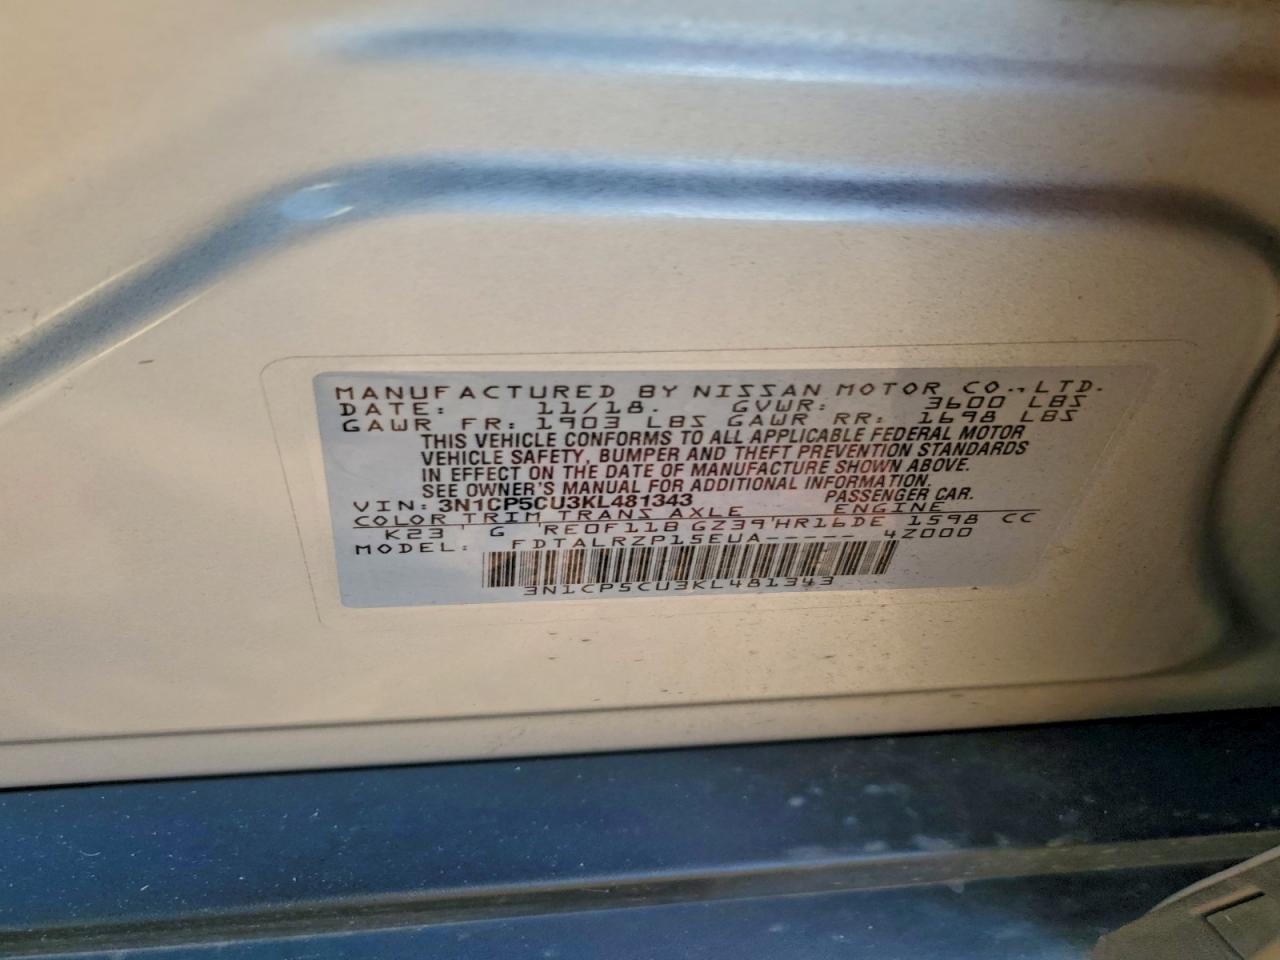 MANUFACTURED BY NISSAN MOTOR CO., LTD.
DATE: 11/18. GVWR: 3600 LBS
GAWR FR: 1903 LBS GAWR RR: 1698 LBS
THIS VEHICLE CONFORMS TO ALL APPLICABLE FEDERAL MOTOR
VEHICLE SAFETY, BUMPER AND THEFT PREVENTION STANDARDS
IN EFFECT ON THE DATE OF MANUFACTURE SHOWN ABOVE.
SEE OWNER'S MANUAL FOR ADDITIONAL INFORMATION.
VIN: 3N1CP5CU3KL481343 PASSENGER CAR.
COLOR TRIM TRANS AXLE ENGINE
K23 G RE0F11B GZ39 HR16DE 1598 CC
MODEL: FDTALRZP15EUA----- 4Z000
3N1CP5CU3KL481343